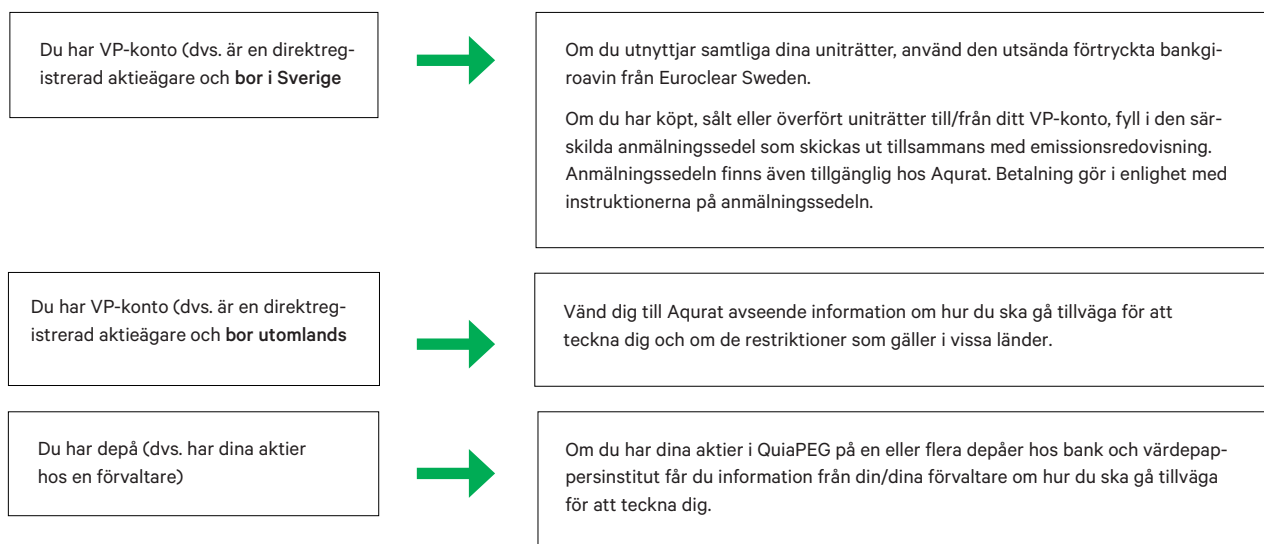 Du har VP-konto (dvs. är en direktreg-
istrerad aktieägare och bor i Sverige
Om du utnyttjar samtliga dina uniträtter, använd den utsända förtryckta bankgi-
roavin från Euroclear Sweden.
Om du har köpt, sålt eller överfört uniträtter till/från ditt VP-konto, fyll i den sär-
skilda anmälningssedel som skickas ut tillsammans med emissionsredovisning.
Anmälningssedeln finns även tillgänglig hos Aqurat. Betalning gör i enlighet med
instruktionerna på anmälningssedeln.
Du har VP-konto (dvs. är en direktreg-
istrerad aktieägare och bor utomlands
Vänd dig till Aqurat avseende information om hur du ska gå tillväga för att
teckna dig och om de restriktioner som gäller i vissa länder.
Du har depå (dvs. har dina aktier
hos en förvaltare)
Om du har dina aktier i QuiaPEG på en eller flera depåer hos bank och värdepap-
persinstitut får du information från din/dina förvaltare om hur du ska gå tillväga
för att teckna dig.